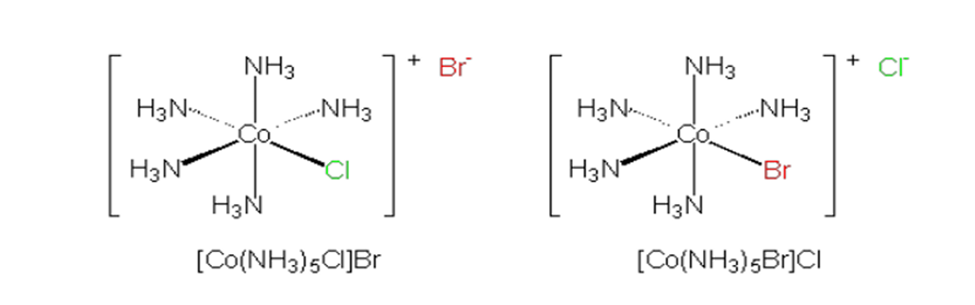 NH₃ + Br⁻ NH₃ + Cl⁻
H₃N NH₃ H₃N NH₃
Co Co
H₃N Cl H₃N Br
H₃N H₃N
[Co(NH₃)₅Cl]Br [Co(NH₃)₅Br]Cl